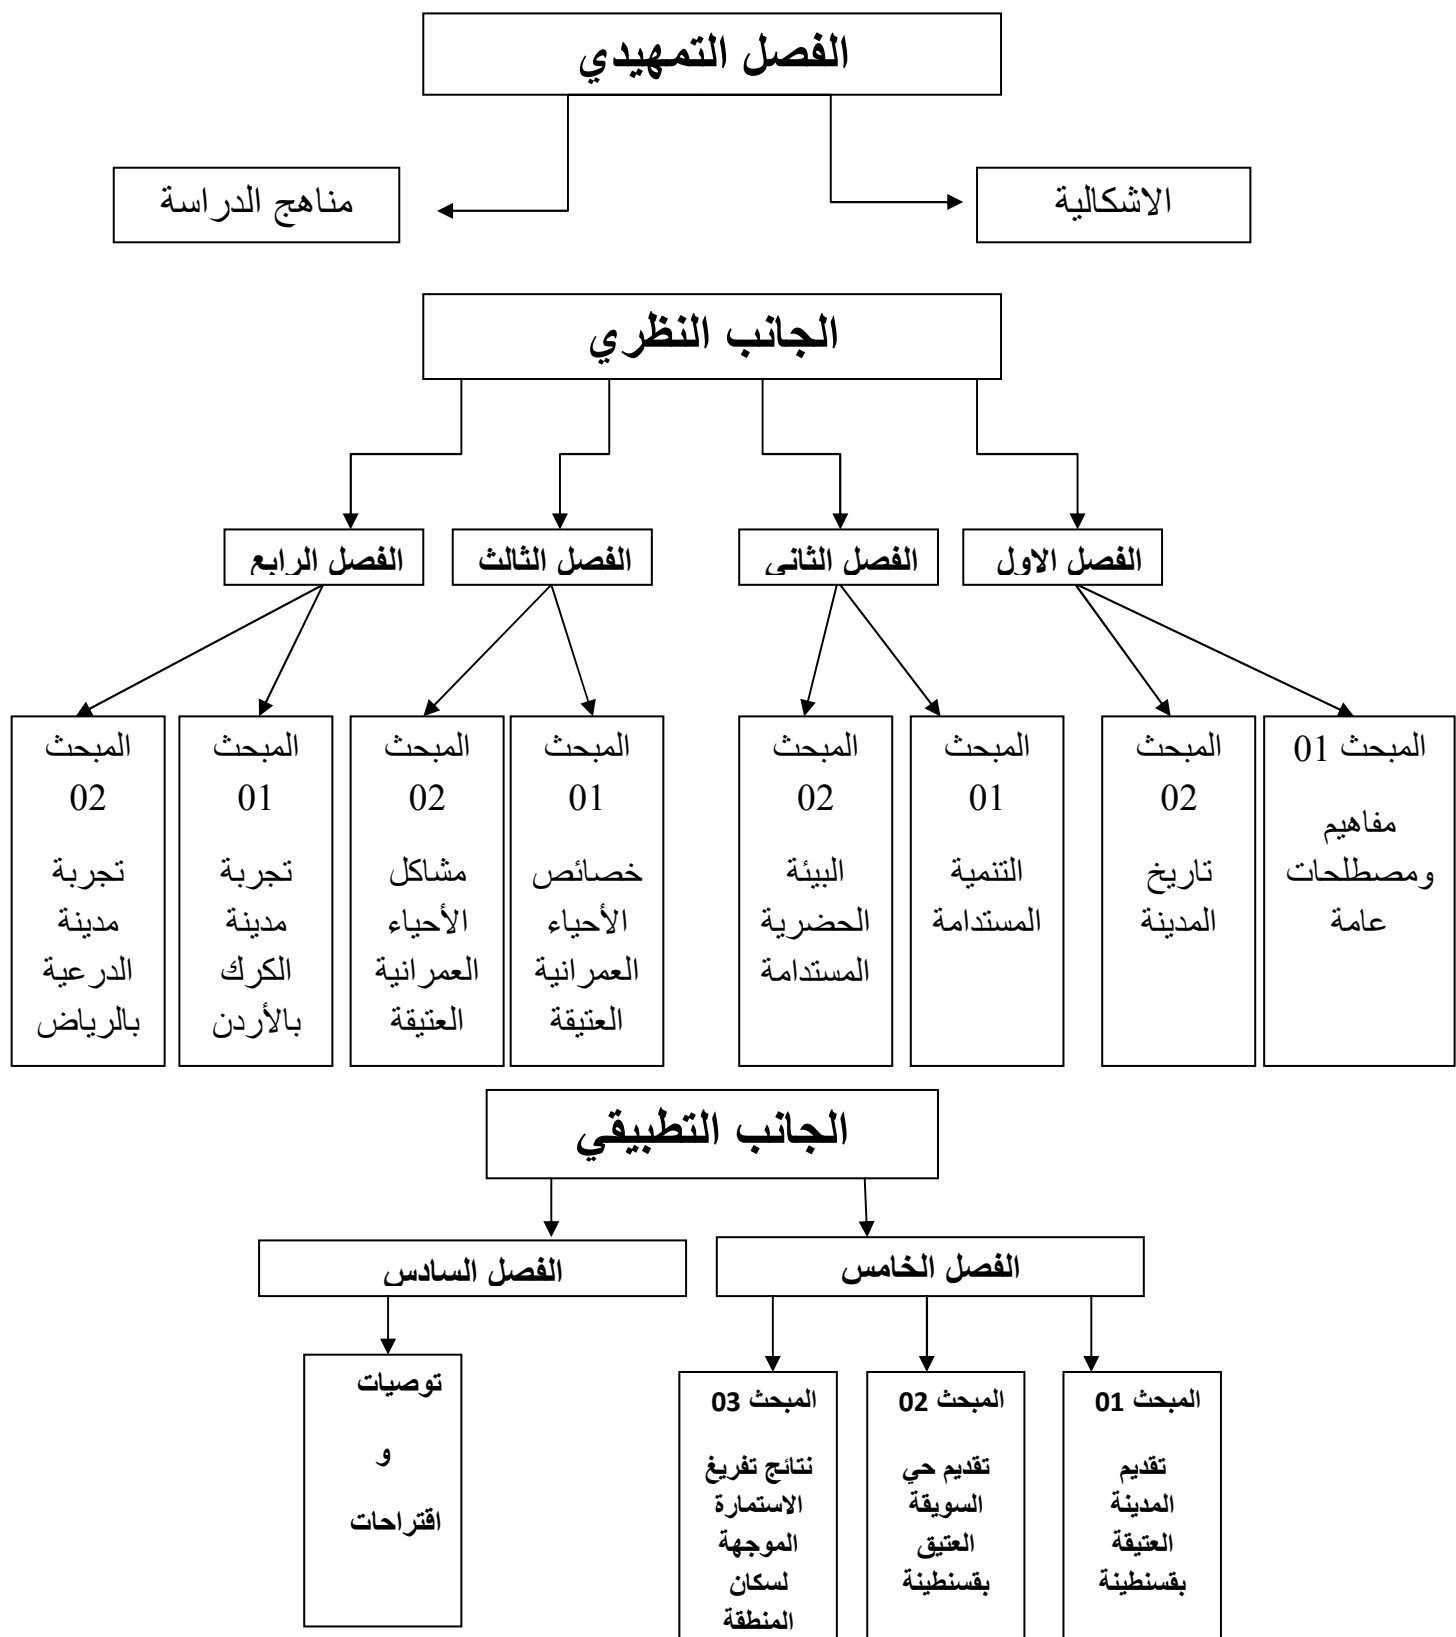 الفصل التمهيدي
الاشكالية
مناهج الدراسة
الجانب النظري
الفصل الاول
الفصل الثاني
الفصل الثالث
الفصل الرابع
المبحث 01
مفاهيم
ومصطلحات
عامة
المبحث
02
تاريخ
المدينة
المبحث
01
التنمية
المستدامة
المبحث
02
البيئة
الحضرية
المستدامة
المبحث
01
خصائص
الأحياء
العمرانية
العتيقة
المبحث
02
مشاكل
الأحياء
العمرانية
العتيقة
المبحث
01
تجربة
مدينة
الكرك
بالأردن
المبحث
02
تجربة
مدينة
الدرعية
بالرياض
الجانب التطبيقي
الفصل الخامس
الفصل السادس
المبحث 01
تقديم
المدينة
العتيقة
بقسنطينة
المبحث 02
تقديم حي
السويقة
العتيق
بقسنطينة
المبحث 03
نتائج تفريغ
الاستمارة
الموجهة
لسكان
المنطقة
توصيات
و
اقتراحات